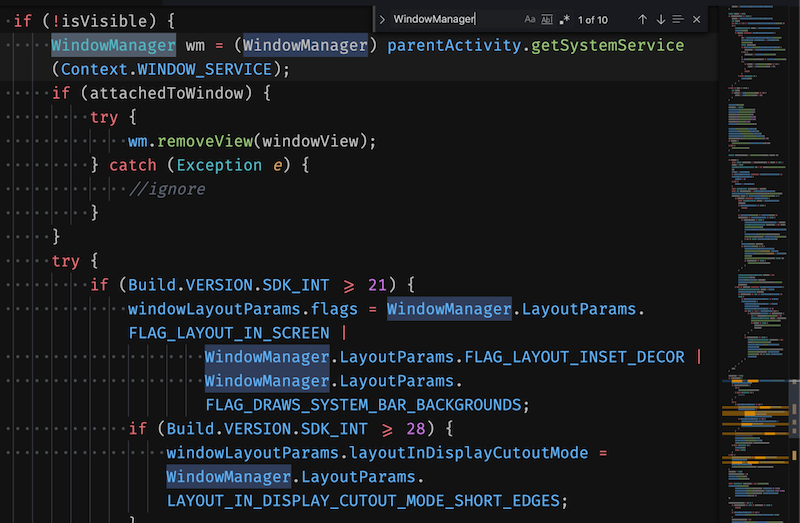 WindowManager Aa Ab .* 1 of 10
if (!isVisible) {
WindowManager wm = (WindowManager) parentActivity.getSystemService
(Context.WINDOW_SERVICE);
if (attachedToWindow) {
try {
wm.removeView(windowView);
} catch (Exception e) {
//ignore
}
}
try {
if (Build.VERSION.SDK_INT ⩾ 21) {
windowLayoutParams.flags = WindowManager.LayoutParams.
FLAG_LAYOUT_IN_SCREEN |
WindowManager.LayoutParams.FLAG_LAYOUT_INSET_DECOR |
WindowManager.LayoutParams.
FLAG_DRAWS_SYSTEM_BAR_BACKGROUNDS;
if (Build.VERSION.SDK_INT ⩾ 28) {
windowLayoutParams.layoutInDisplayCutoutMode =
WindowManager.LayoutParams.
LAYOUT_IN_DISPLAY_CUTOUT_MODE_SHORT_EDGES;